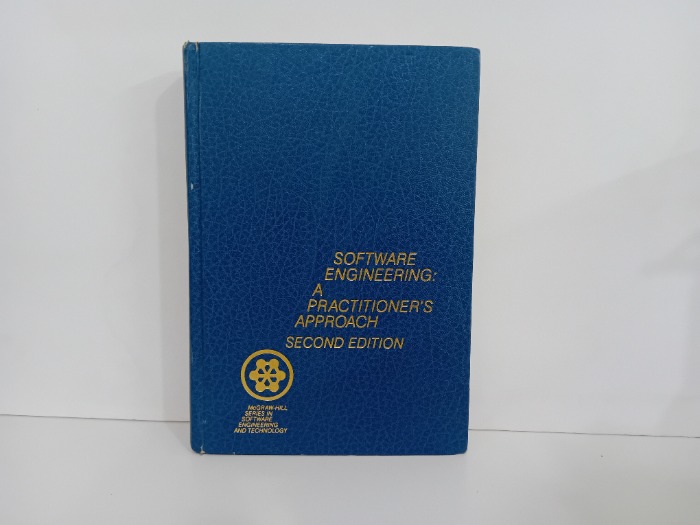 SOFTWARE
ENGINEERING:
A
PRACTITIONER'S
APPROACH
SECOND EDITION
McGRAW-HILL
SERIES IN
SOFTWARE
ENGINEERING
AND TECHNOLOGY